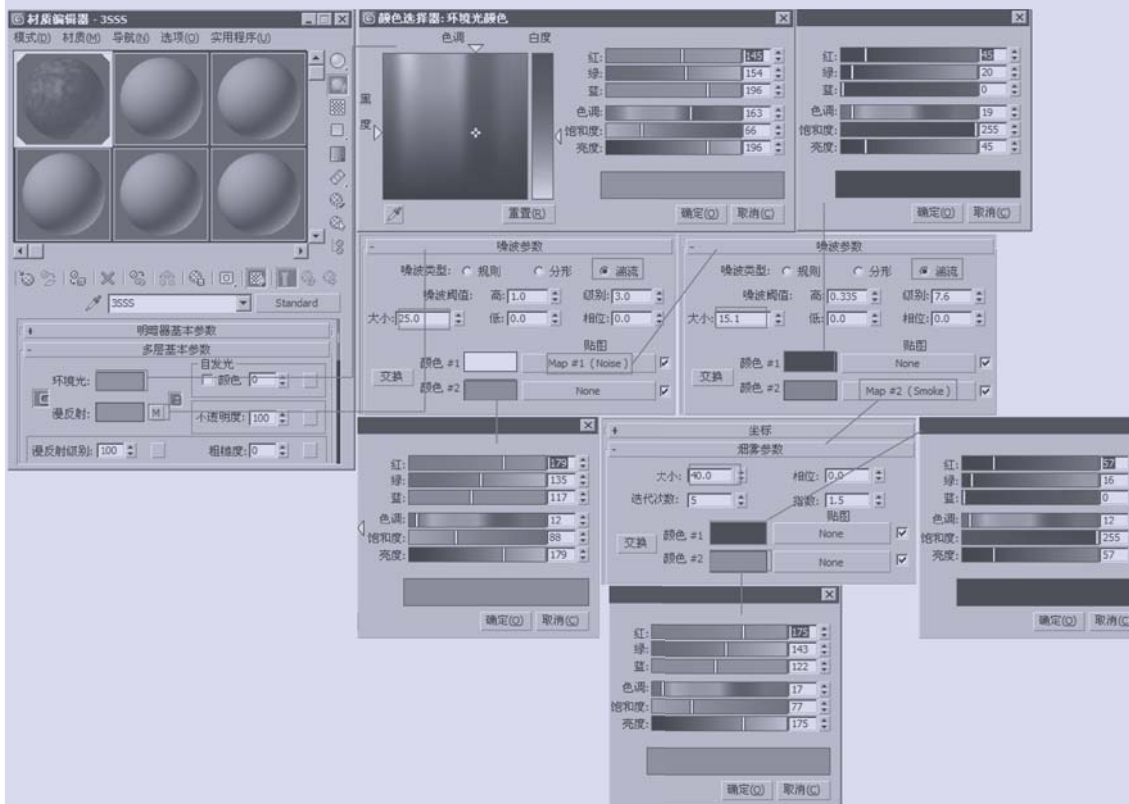 材质编辑器 - 3SSS
模式(D) 材质(M) 导航(N) 选项(O) 实用程序(U)
3SSS
Standard
明暗器基本参数
多层基本参数
自发光
环境光:
颜色 0
漫反射:
M
不透明度: 100
漫反射级别: 100
粗糙度: 0
颜色选择器: 环境光颜色
色调
白度
黑
度
红: 145
绿: 154
蓝: 196
色调: 163
饱和度: 66
亮度: 196
重置(R)
确定(O) 取消(C)
红: 45
绿: 20
蓝: 0
色调: 19
饱和度: 255
亮度: 45
确定(O) 取消(C)
噪波参数
噪波类型: 规则 分形 湍流
噪波阈值: 高: 1.0 级别: 3.0
大小: 25.0 低: 0.0 相位: 0.0
贴图
交换
颜色 #1 Map #1 (Noise)
颜色 #2 None
噪波参数
噪波类型: 规则 分形 湍流
噪波阈值: 高: 0.335 级别: 7.6
大小: 15.1 低: 0.0 相位: 0.0
贴图
交换
颜色 #1 None
颜色 #2 Map #2 (Smoke)
红: 179
绿: 135
蓝: 117
色调: 12
饱和度: 88
亮度: 179
确定(O) 取消(C)
坐标
烟雾参数
大小: 40.0 相位: 0.0
迭代次数: 5 指数: 1.5
贴图
交换
颜色 #1 None
颜色 #2 None
红: 57
绿: 16
蓝: 0
色调: 12
饱和度: 255
亮度: 57
确定(O) 取消(C)
红: 175
绿: 143
蓝: 122
色调: 17
饱和度: 77
亮度: 175
确定(O) 取消(C)